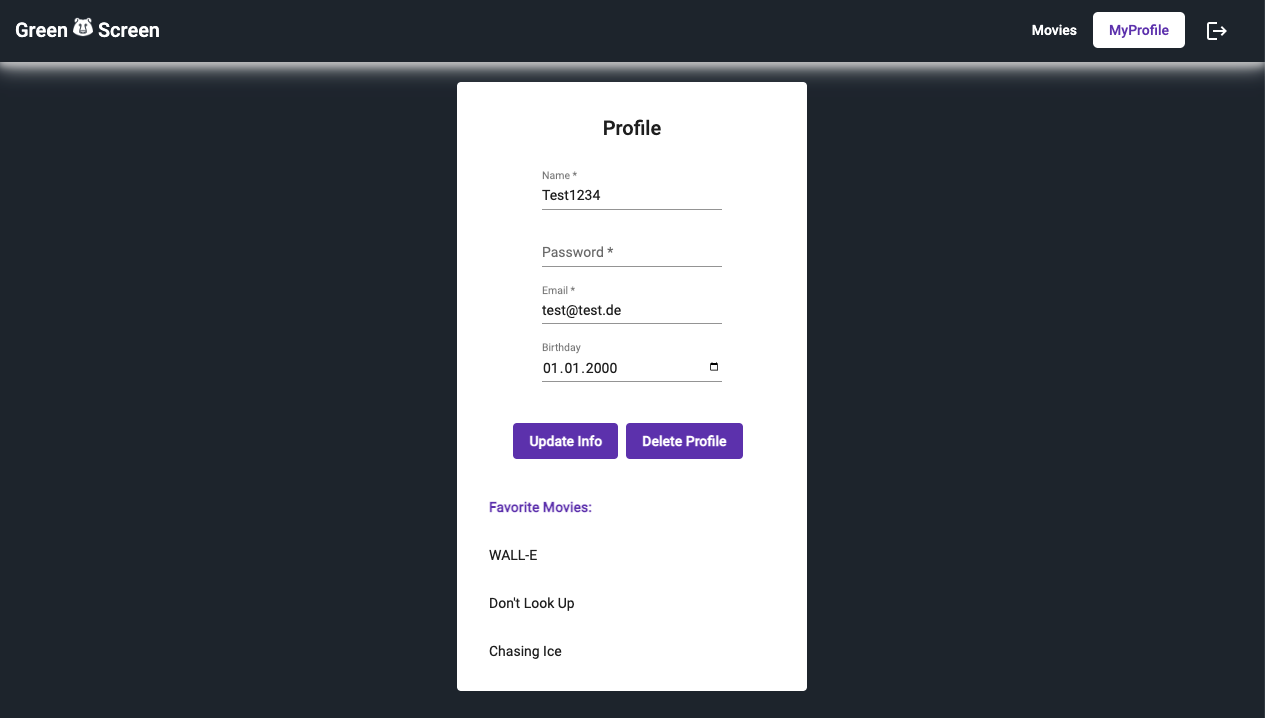 Green Screen
Movies
MyProfile
Profile
Name *
Test1234
Password *
Email *
test@test.de
Birthday
01.01.2000
Update Info
Delete Profile
Favorite Movies:
WALL-E
Don't Look Up
Chasing Ice